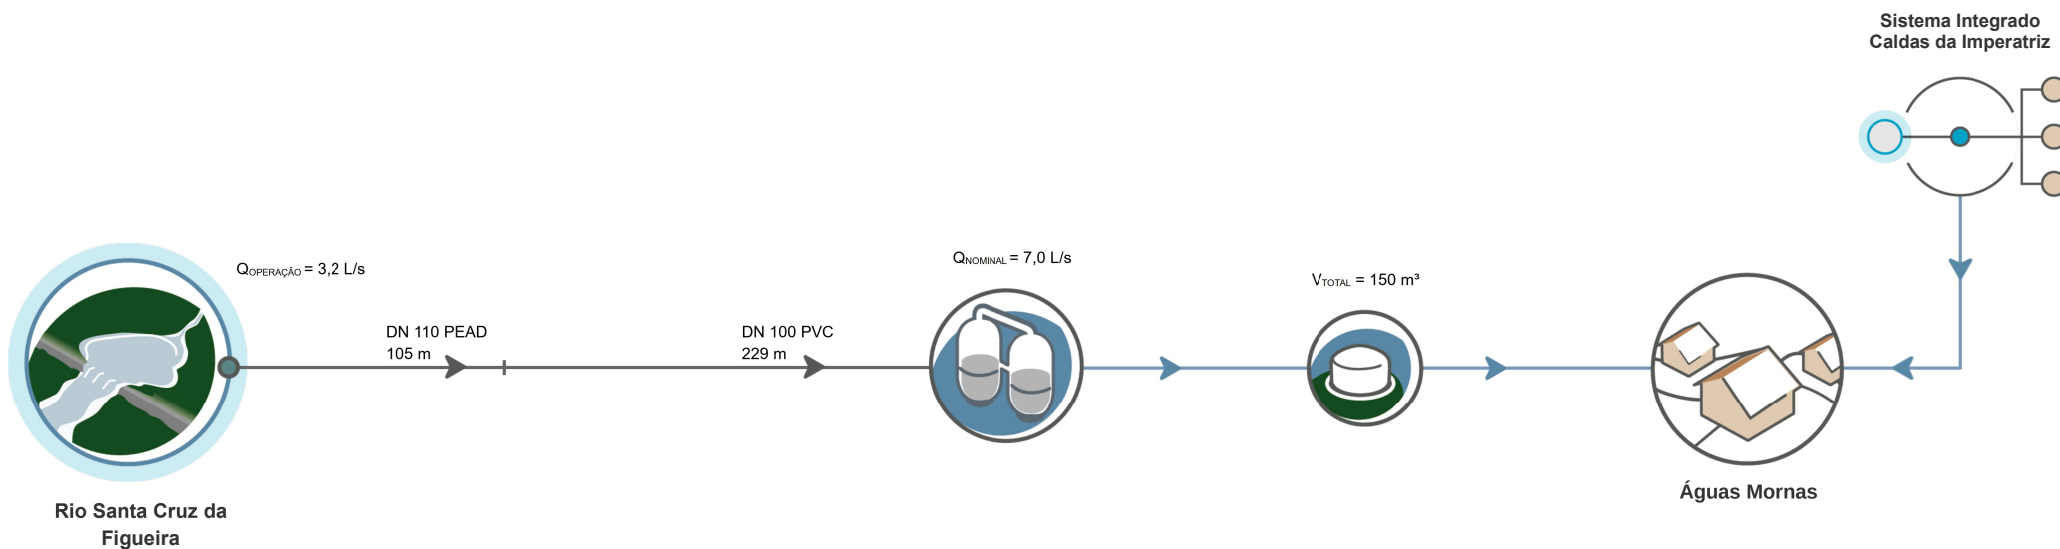 Sistema Integrado
Caldas da Imperatriz
QOPERAÇÃO = 3,2 L/s
QNOMINAL = 7,0 L/s
VTOTAL = 150 m³
DN 110 PEAD
105 m
DN 100 PVC
229 m
Águas Mornas
Rio Santa Cruz da
Figueira